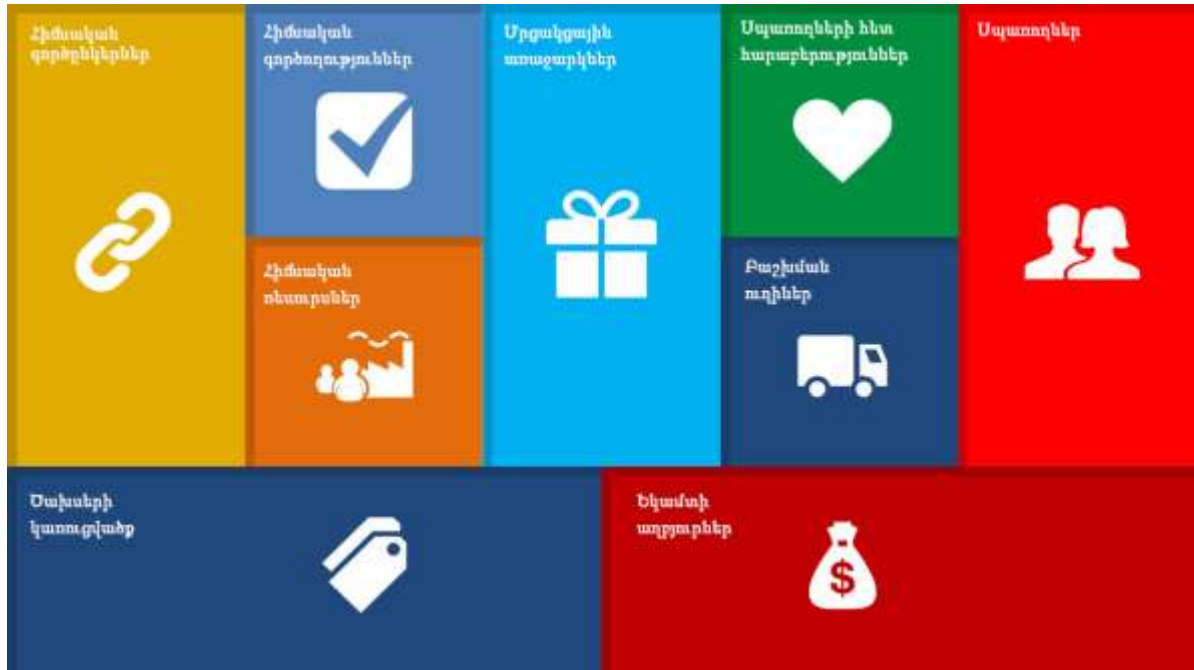 Հիմնական
գործընկերներ
Հիմնական
գործողություններ
Մրցակցային
առաջարկներ
Սպառողների հետ
հարաբերություններ
Սպառողներ
Հիմնական
ռեսուրսներ
Բաշխման
ուղիներ
Ծախսերի
կառուցվածք
Եկամտի
աղբյուրներ
$